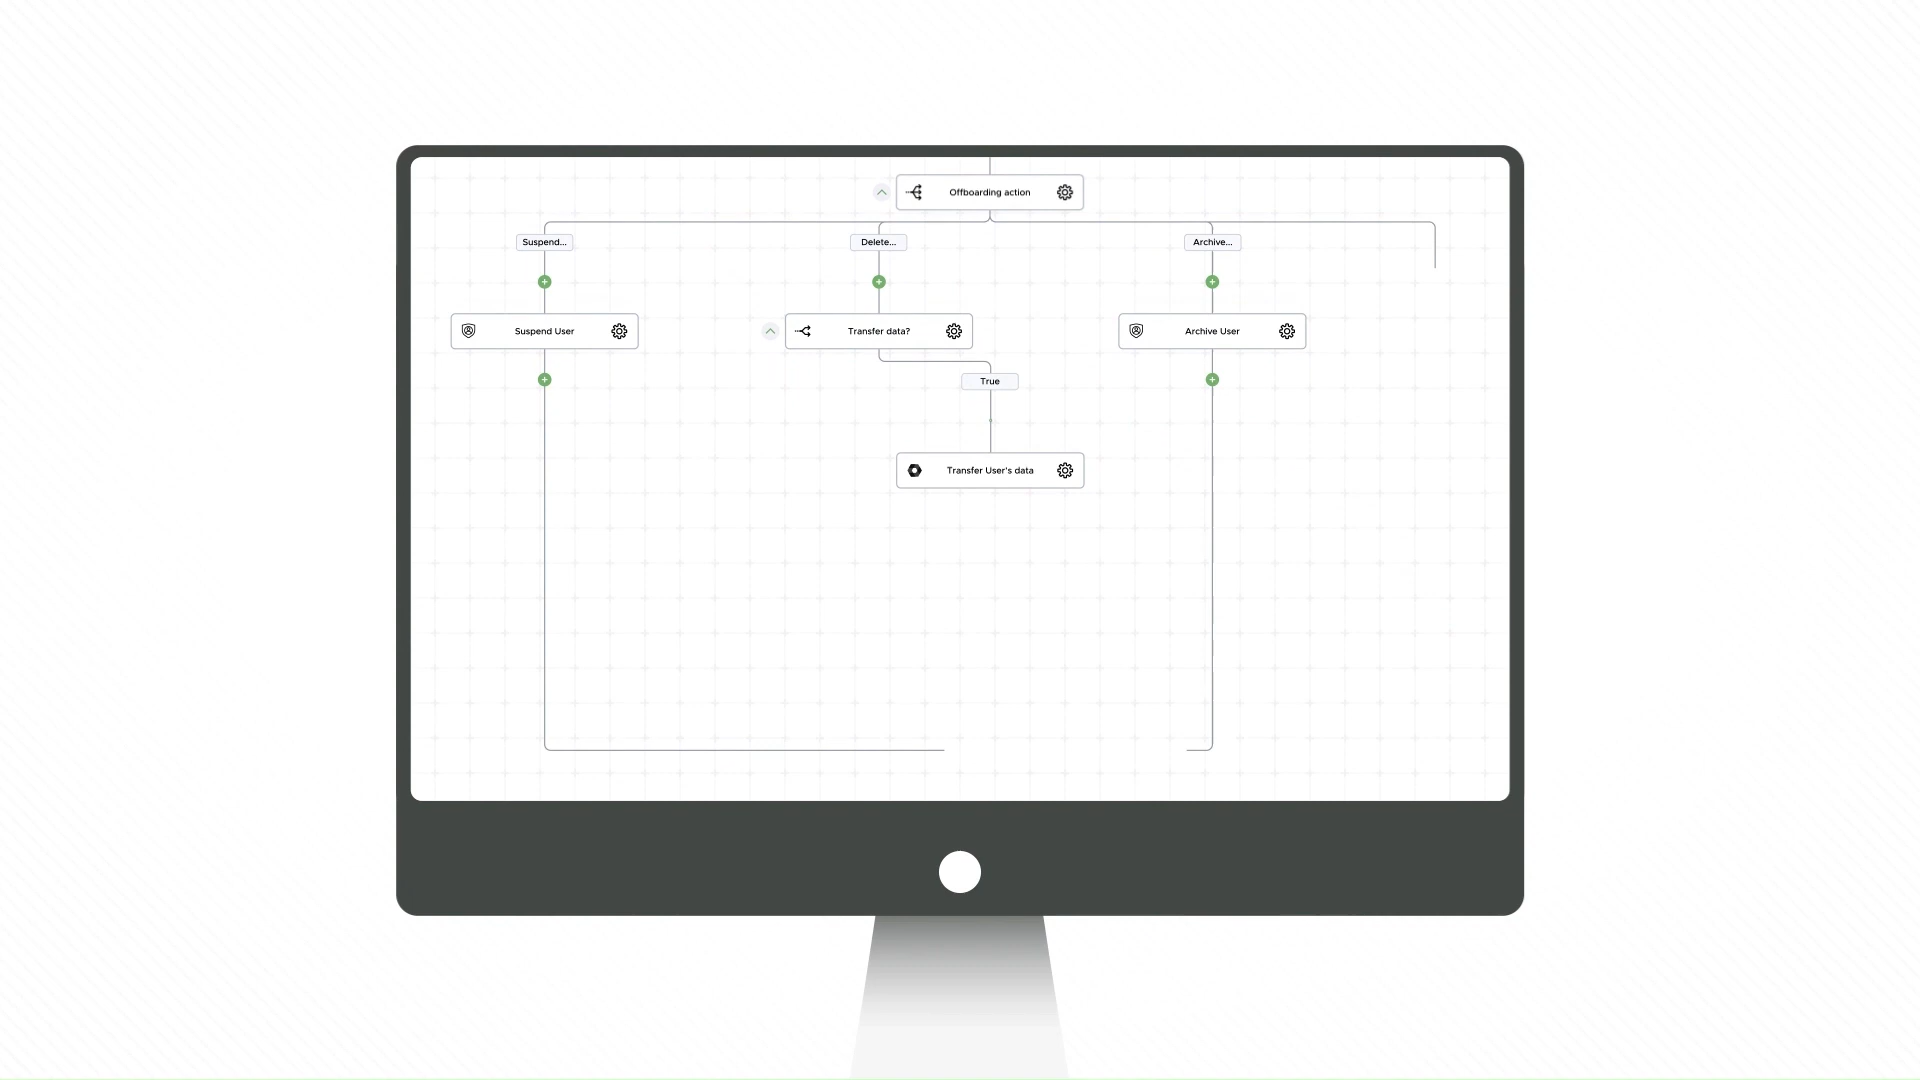 Offboarding action
Suspend...
Delete...
Archive...
Suspend User
Transfer data?
Archive User
True
Transfer User's data